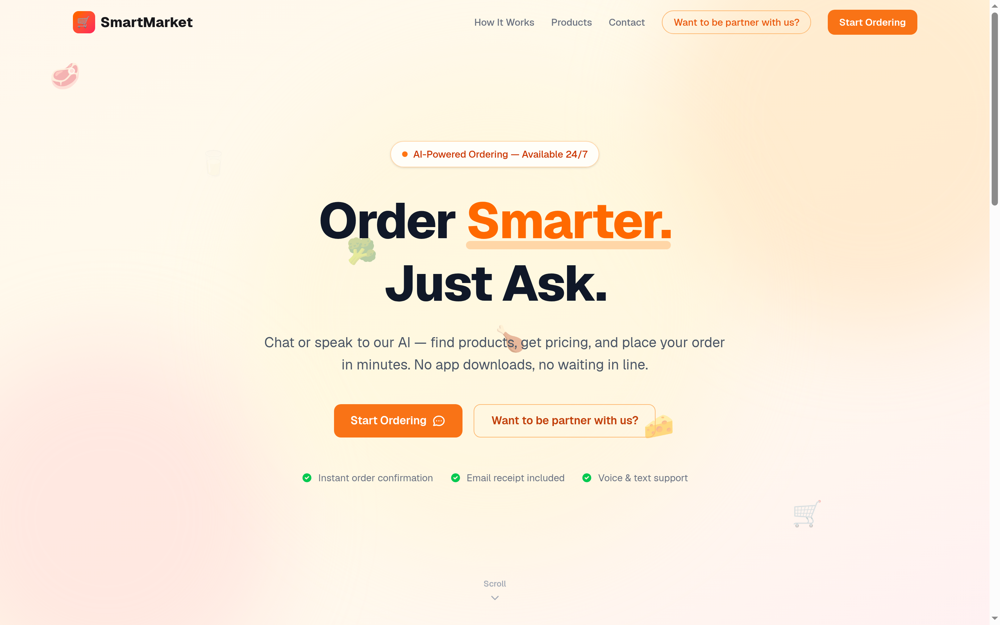 SmartMarket
How It Works
Products
Contact
Want to be partner with us?
Start Ordering
AI-Powered Ordering — Available 24/7
Order Smarter.
Just Ask.
Chat or speak to our AI — find products, get pricing, and place your order
in minutes. No app downloads, no waiting in line.
Start Ordering
Want to be partner with us?
Instant order confirmation
Email receipt included
Voice & text support
Scroll